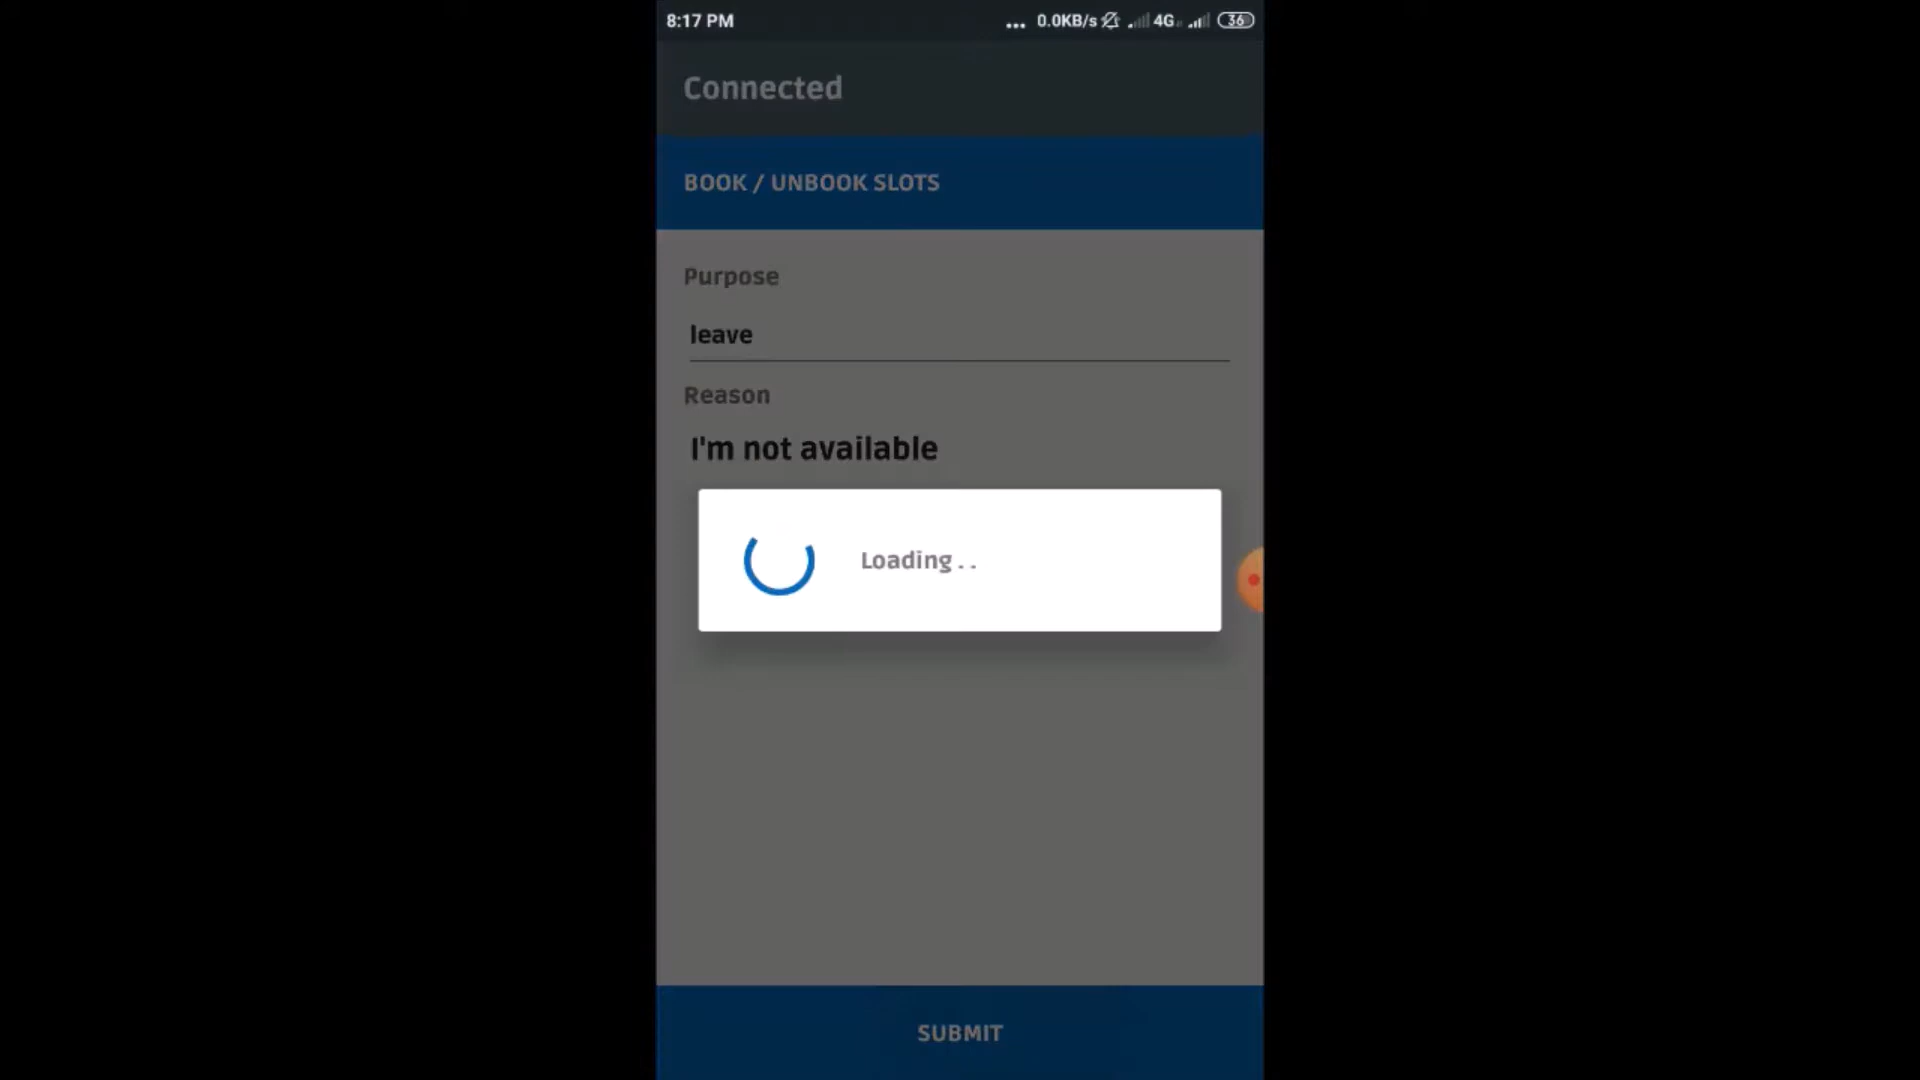 8:17 PM ... 0.0KB/s 4G 36
Connected
BOOK / UNBOOK SLOTS
Purpose
leave
Reason
I'm not available
Loading . .
SUBMIT